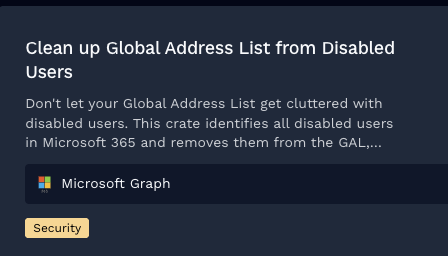 Clean up Global Address List from Disabled
Users
Don't let your Global Address List get cluttered with
disabled users. This crate identifies all disabled users
in Microsoft 365 and removes them from the GAL,...
Microsoft Graph
Security